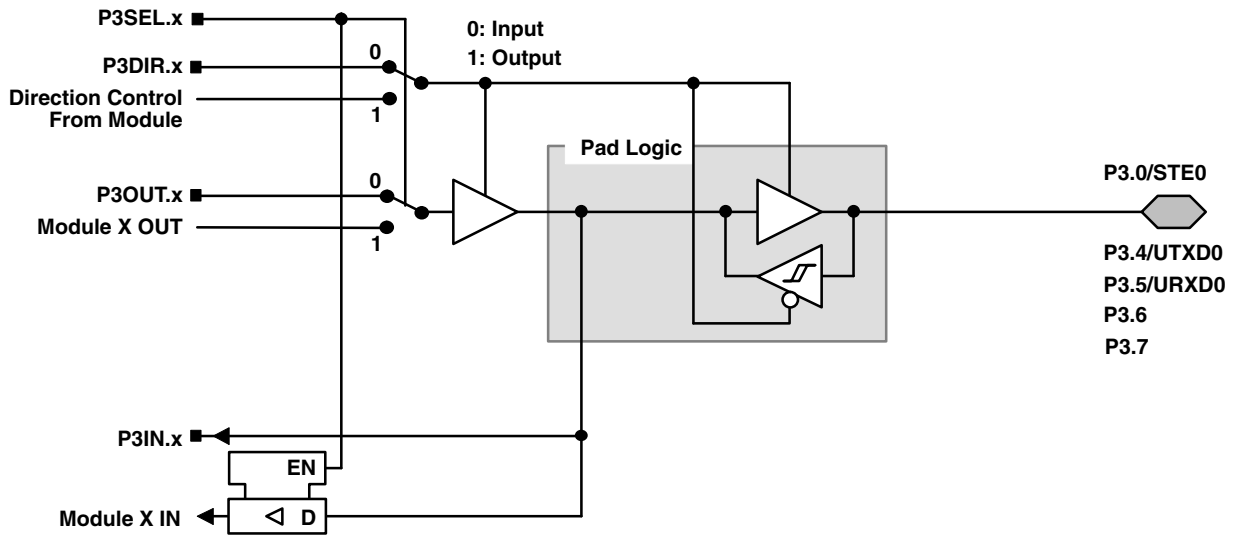 P3SEL.x
0: Input
1: Output
P3DIR.x
0
Direction Control
From Module
1
Pad Logic
P3.0/STE0
P3OUT.x
0
Module X OUT
1
P3.4/UTXD0
P3.5/URXD0
P3.6
P3.7
P3IN.x
EN
Module X IN
D